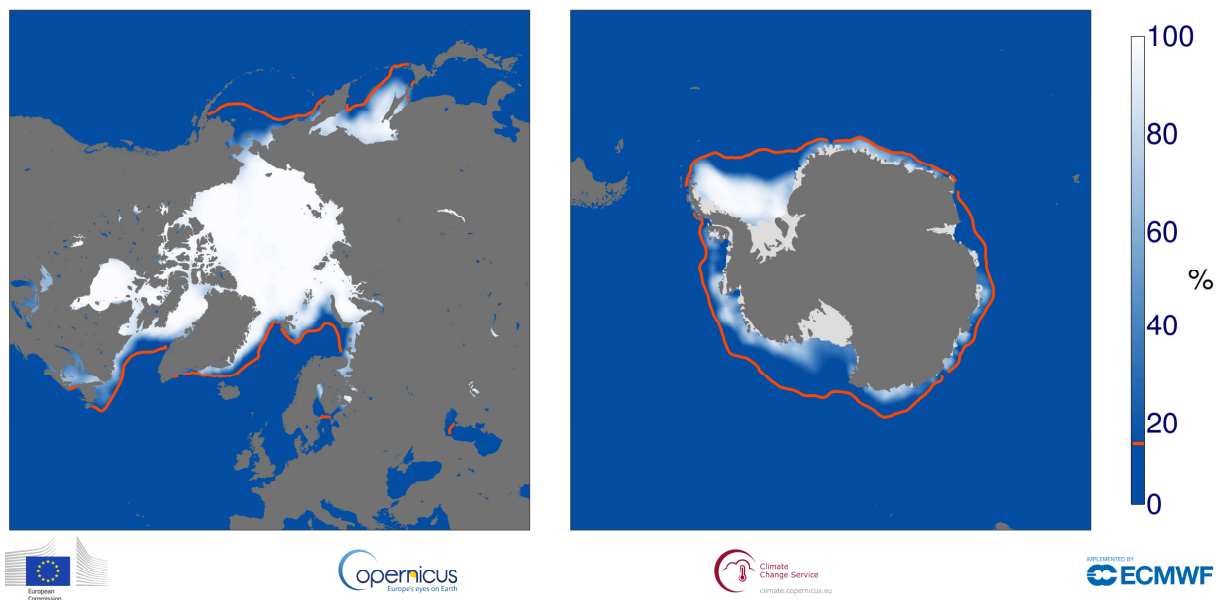 100
80
60
%
40
20
0
European
Commission
opernicus
Europe's eyes on Earth
Climate
Change Service
climate.copernicus.eu
IMPLEMENTED BY
ECMWF